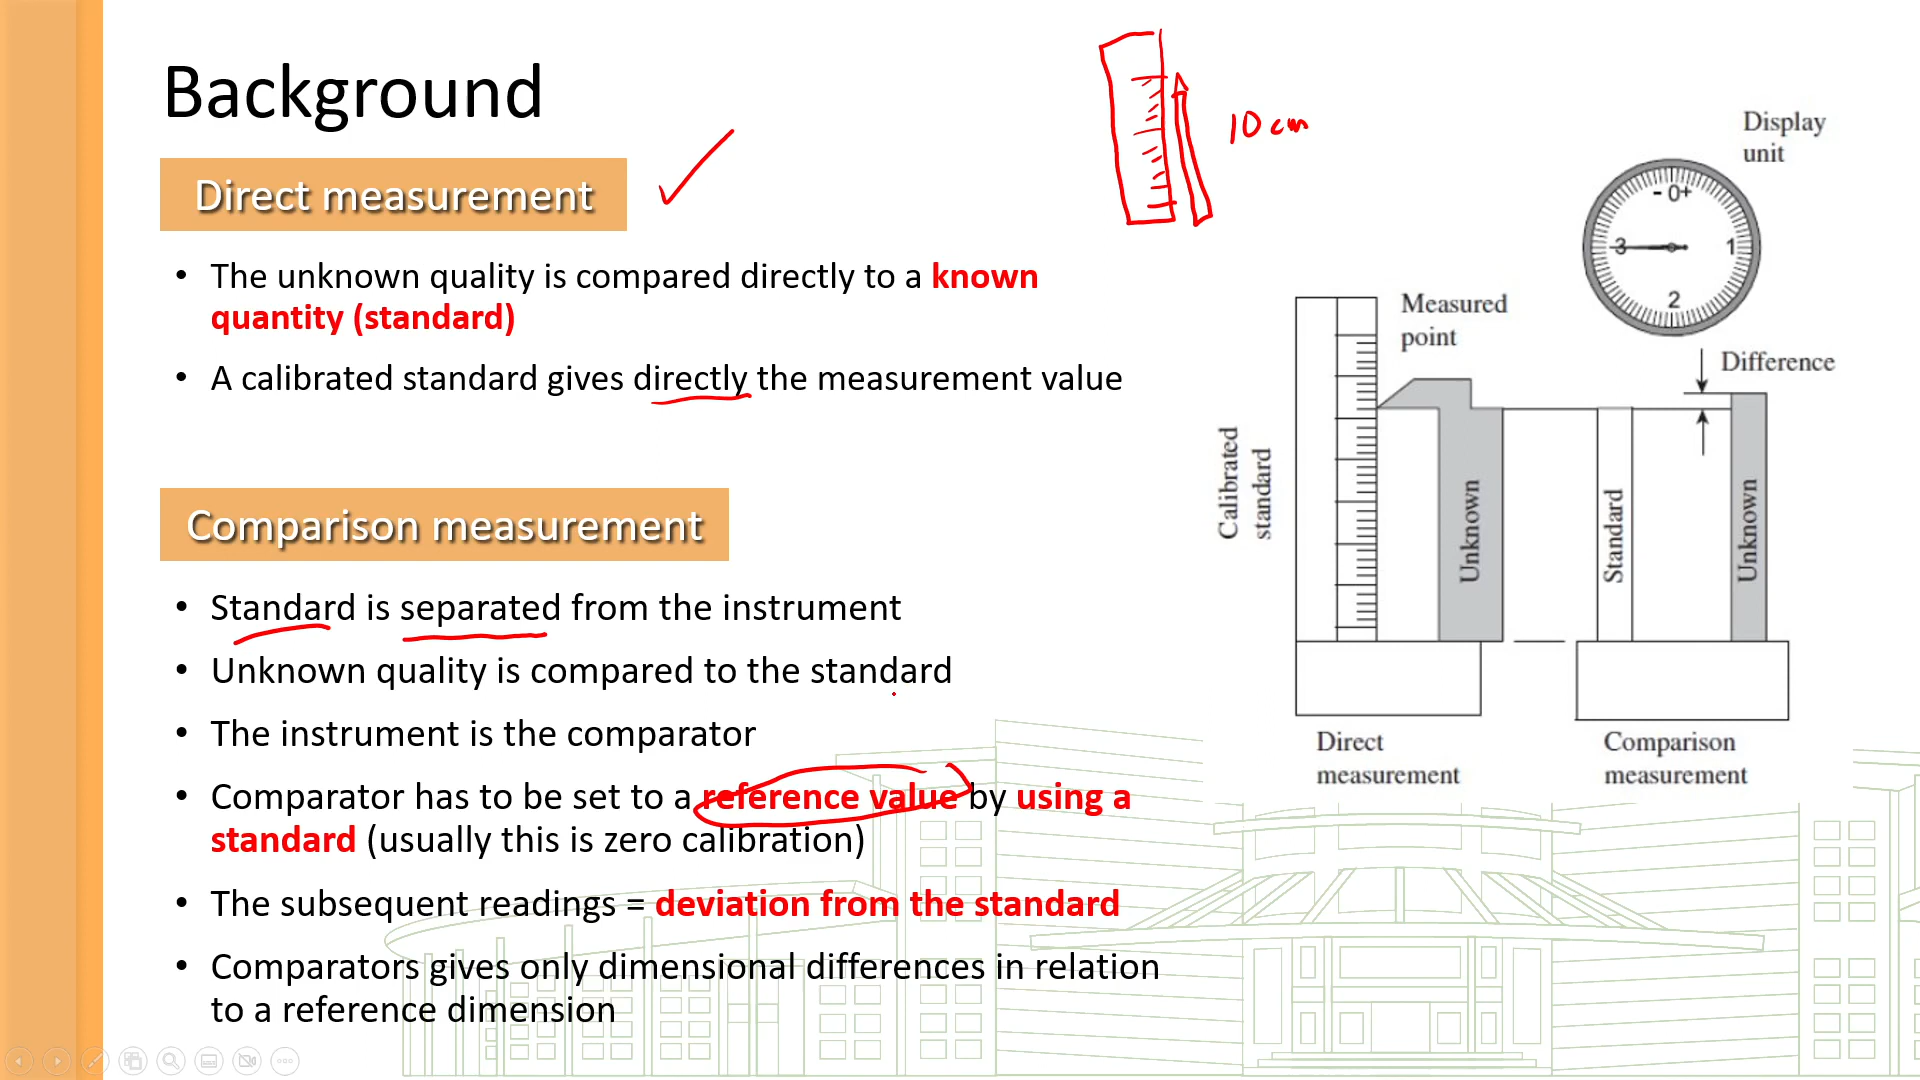 Background
Direct measurement
• The unknown quality is compared directly to a known
quantity (standard)
• A calibrated standard gives directly the measurement value
Comparison measurement
• Standard is separated from the instrument
• Unknown quality is compared to the standard
• The instrument is the comparator
• Comparator has to be set to a reference value by using a
standard (usually this is zero calibration)
• The subsequent readings = deviation from the standard
• Comparators gives only dimensional differences in relation
to a reference dimension
10 cm
Display
unit
- 0+
3
1
2
Measured
point
Difference
Calibrated
standard
Unknown
Standard
Unknown
Direct
measurement
Comparison
measurement